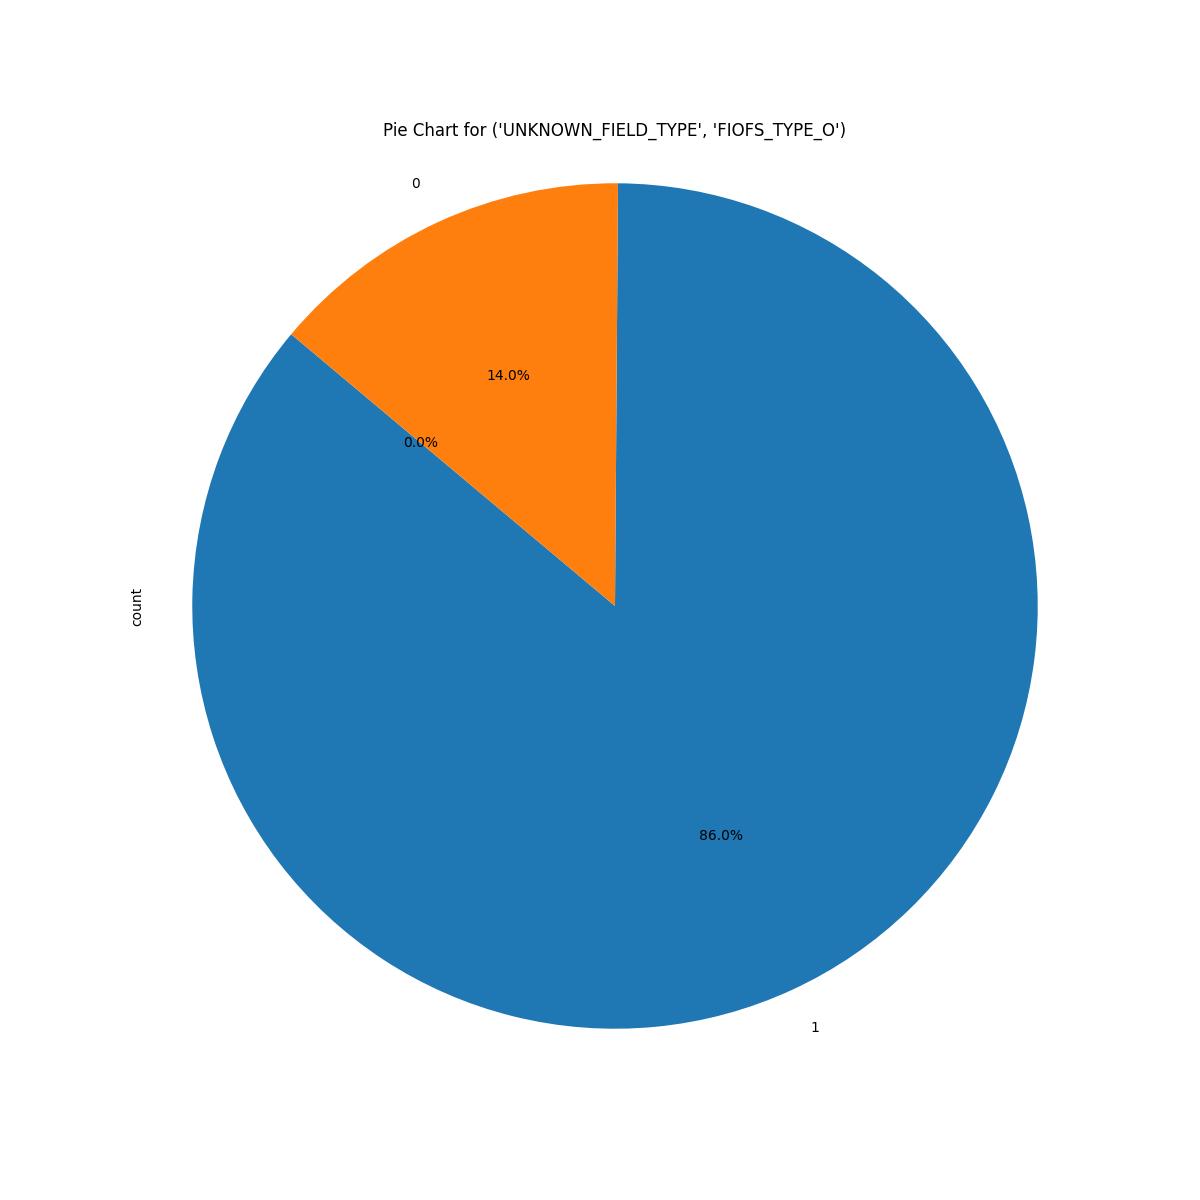 Pie Chart for ('UNKNOWN_FIELD_TYPE', 'FIOFS_TYPE_O')
0
14.0%
0.0%
count
86.0%
1